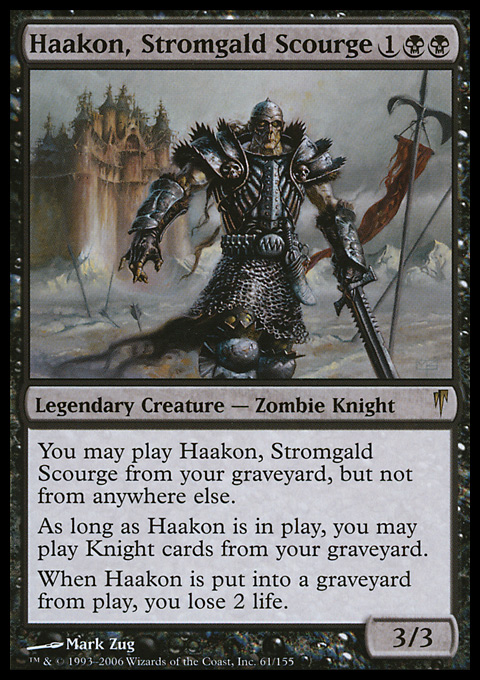 Haakon, Stromgald Scourge 1
Legendary Creature — Zombie Knight
You may play Haakon, Stromgald
Scourge from your graveyard, but not
from anywhere else.
As long as Haakon is in play, you may
play Knight cards from your graveyard.
When Haakon is put into a graveyard
from play, you lose 2 life.
3/3
Mark Zug
™ & © 1993–2006 Wizards of the Coast, Inc. 61/155